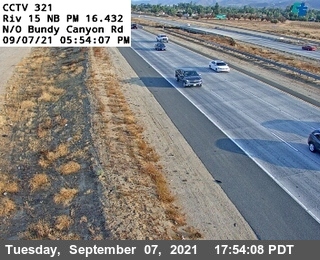 CCTV 321
Riv 15 NB PM 16.432
N/O Bundy Canyon Rd
09/07/21 05:54:07 PM
Tuesday, September 07, 2021 17:54:08 PDT